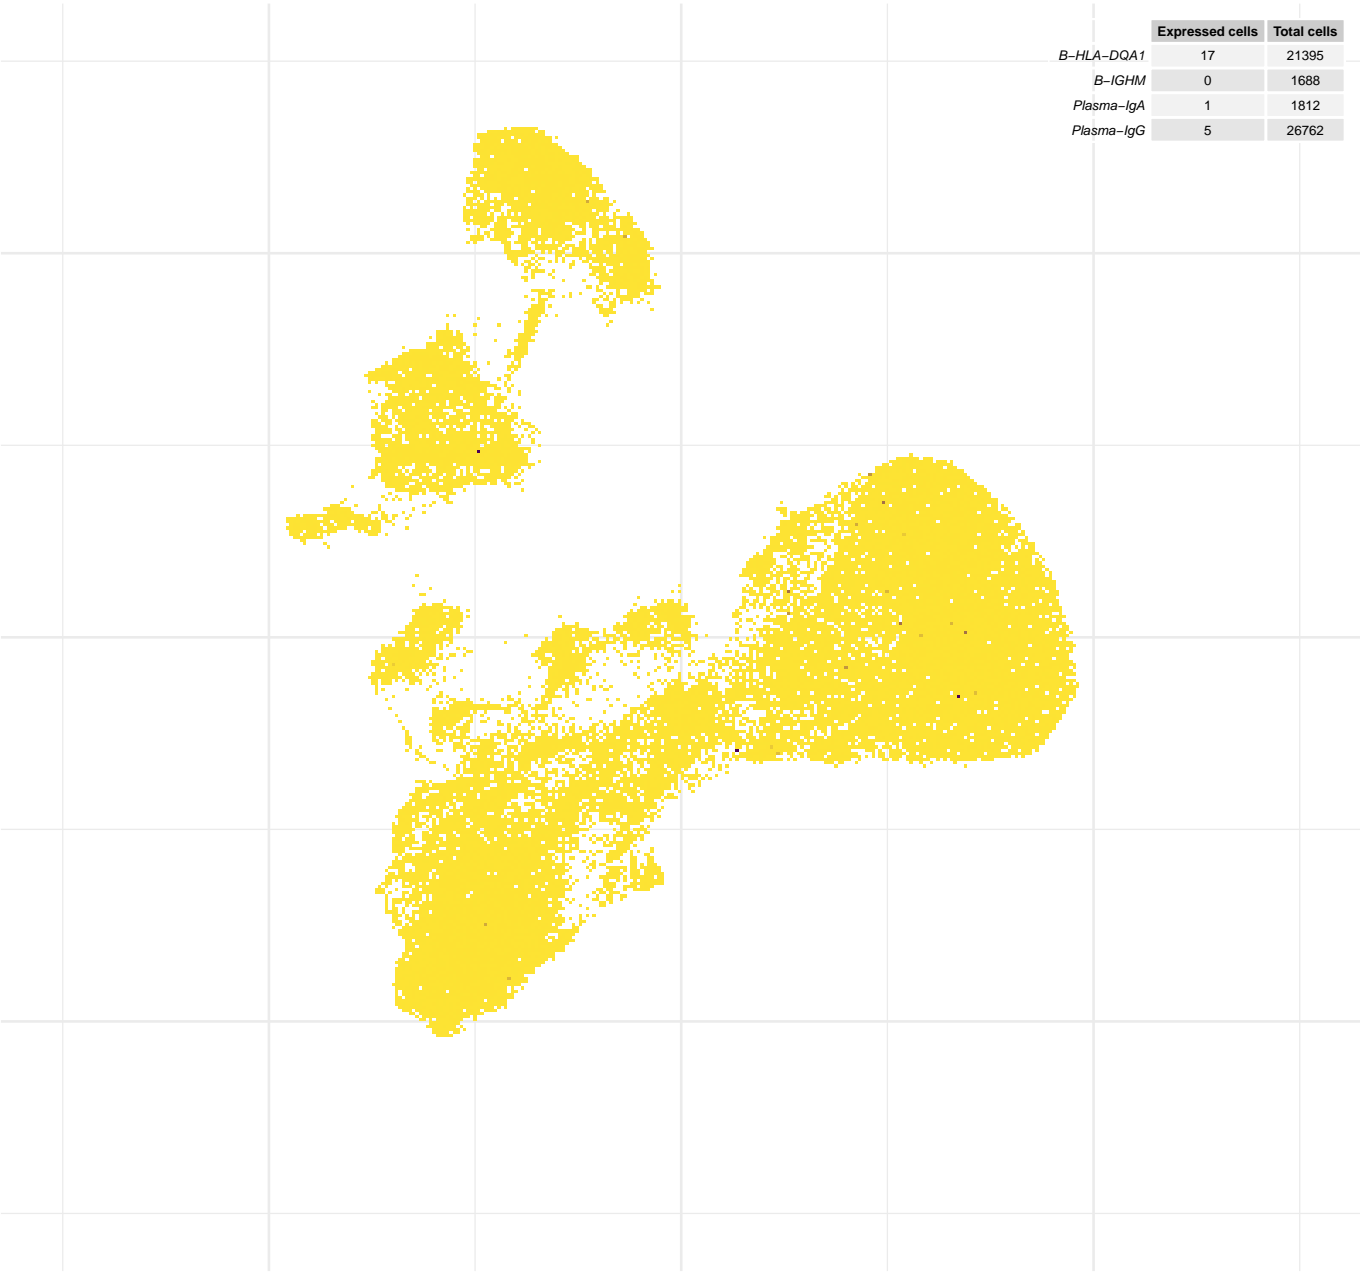 Expressed cells Total cells
B−HLA−DQA1 17 21395
B−IGHM 0 1688
Plasma−IgA 1 1812
Plasma−IgG 5 26762